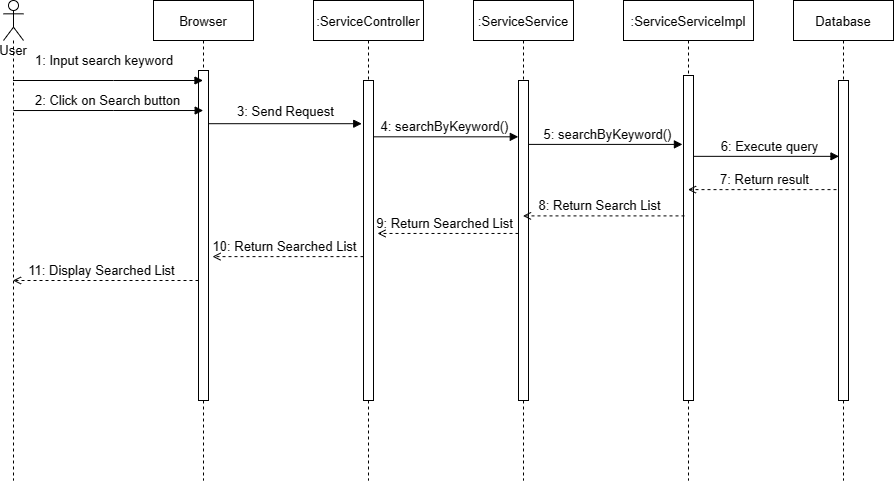 Browser
:ServiceController
:ServiceService
:ServiceServiceImpl
Database
User
1: Input search keyword
2: Click on Search button
3: Send Request
4: searchByKeyword()
5: searchByKeyword()
6: Execute query
7: Return result
8: Return Search List
9: Return Searched List
10: Return Searched List
11: Display Searched List